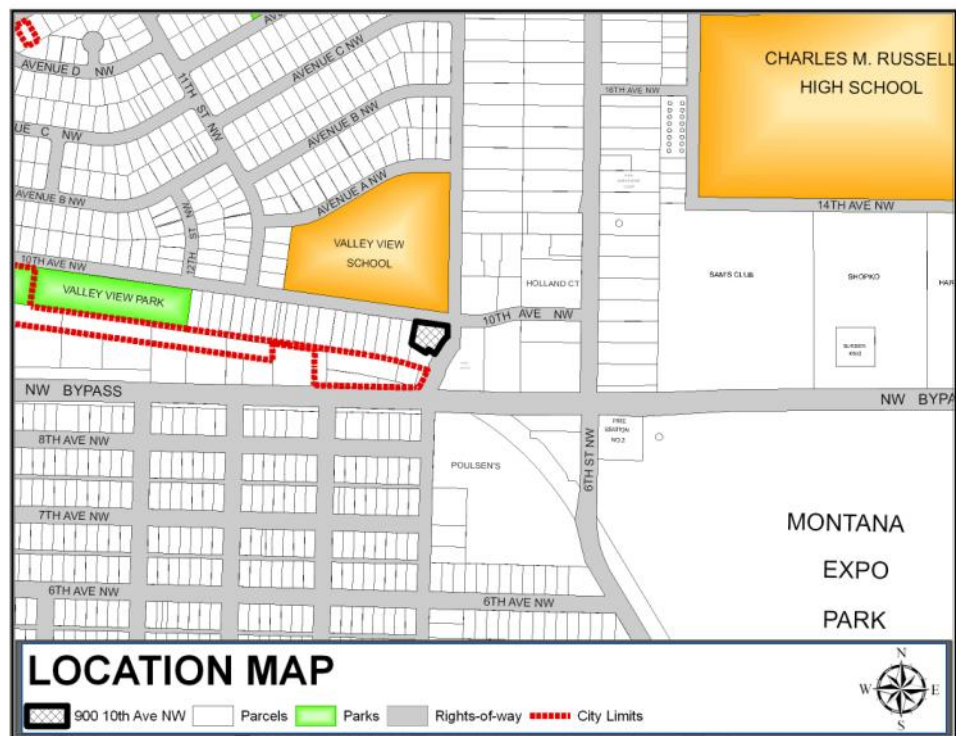 AVENUE C NW
AVENUE D NW
CHARLES M. RUSSELL
HIGH SCHOOL
11TH ST NW
16TH AVE NW
UE C NW
AVENUE B NW
AVENUE A NW
AVENUE B NW
12TH ST NW
14TH AVE NW
VALLEY VIEW
SCHOOL
10TH AVE NW
SAM'S CLUB
SHOPKO
HAR
HOLLAND CT
VALLEY VIEW PARK
10TH AVE NW
NW BYPASS
NW BYPA
8TH AVE NW
FIRE
STATION
NO.2
6TH ST NW
POULSEN'S
7TH AVE NW
MONTANA
EXPO
PARK
6TH AVE NW
6TH AVE NW
LOCATION MAP
N
W E
S
900 10th Ave NW Parcels Parks Rights-of-way City Limits